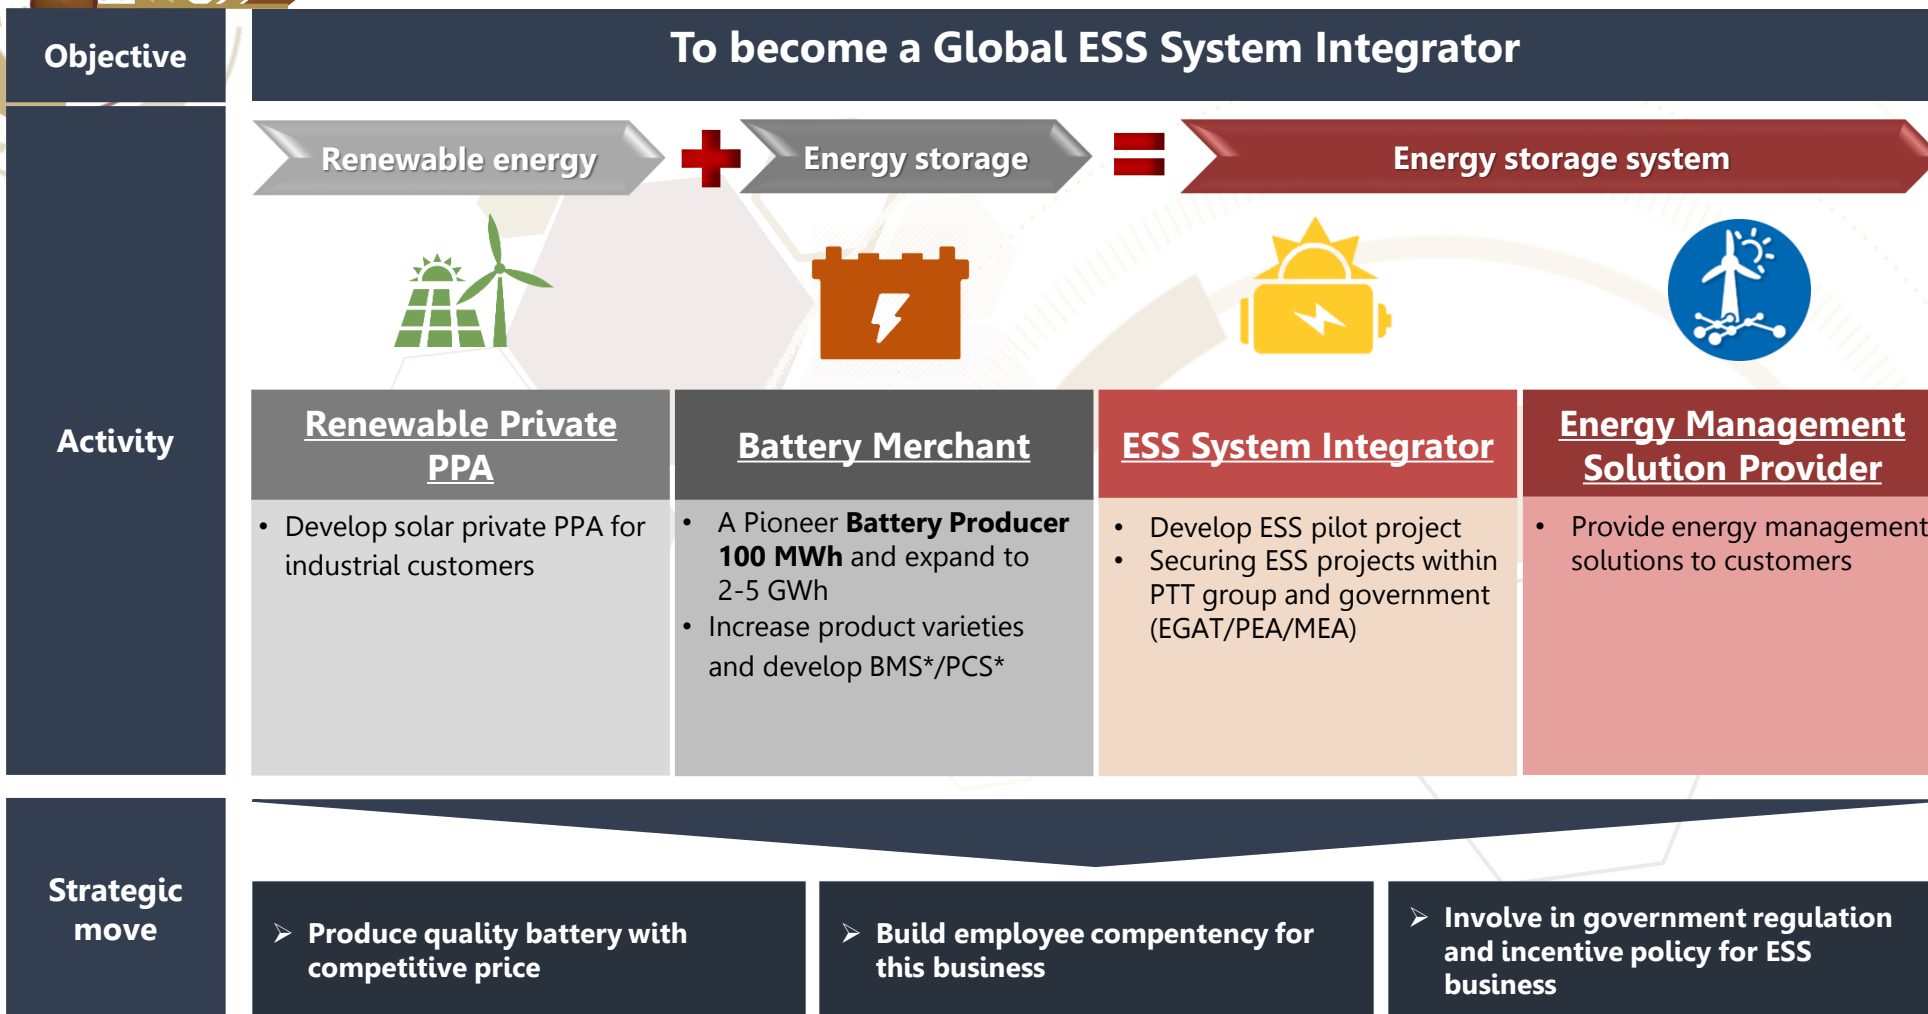 Objective
To become a Global ESS System Integrator
Activity
Renewable energy
Energy storage
Energy storage system
Renewable Private
PPA
• Develop solar private PPA for
industrial customers
Battery Merchant
• A Pioneer Battery Producer
100 MWh and expand to
2-5 GWh
• Increase product varieties
and develop BMS*/PCS*
ESS System Integrator
• Develop ESS pilot project
• Securing ESS projects within
PTT group and government
(EGAT/PEA/MEA)
Energy Management
Solution Provider
• Provide energy management
solutions to customers
Strategic
move
➢ Produce quality battery with
competitive price
➢ Build employee compentency for
this business
➢ Involve in government regulation
and incentive policy for ESS
business